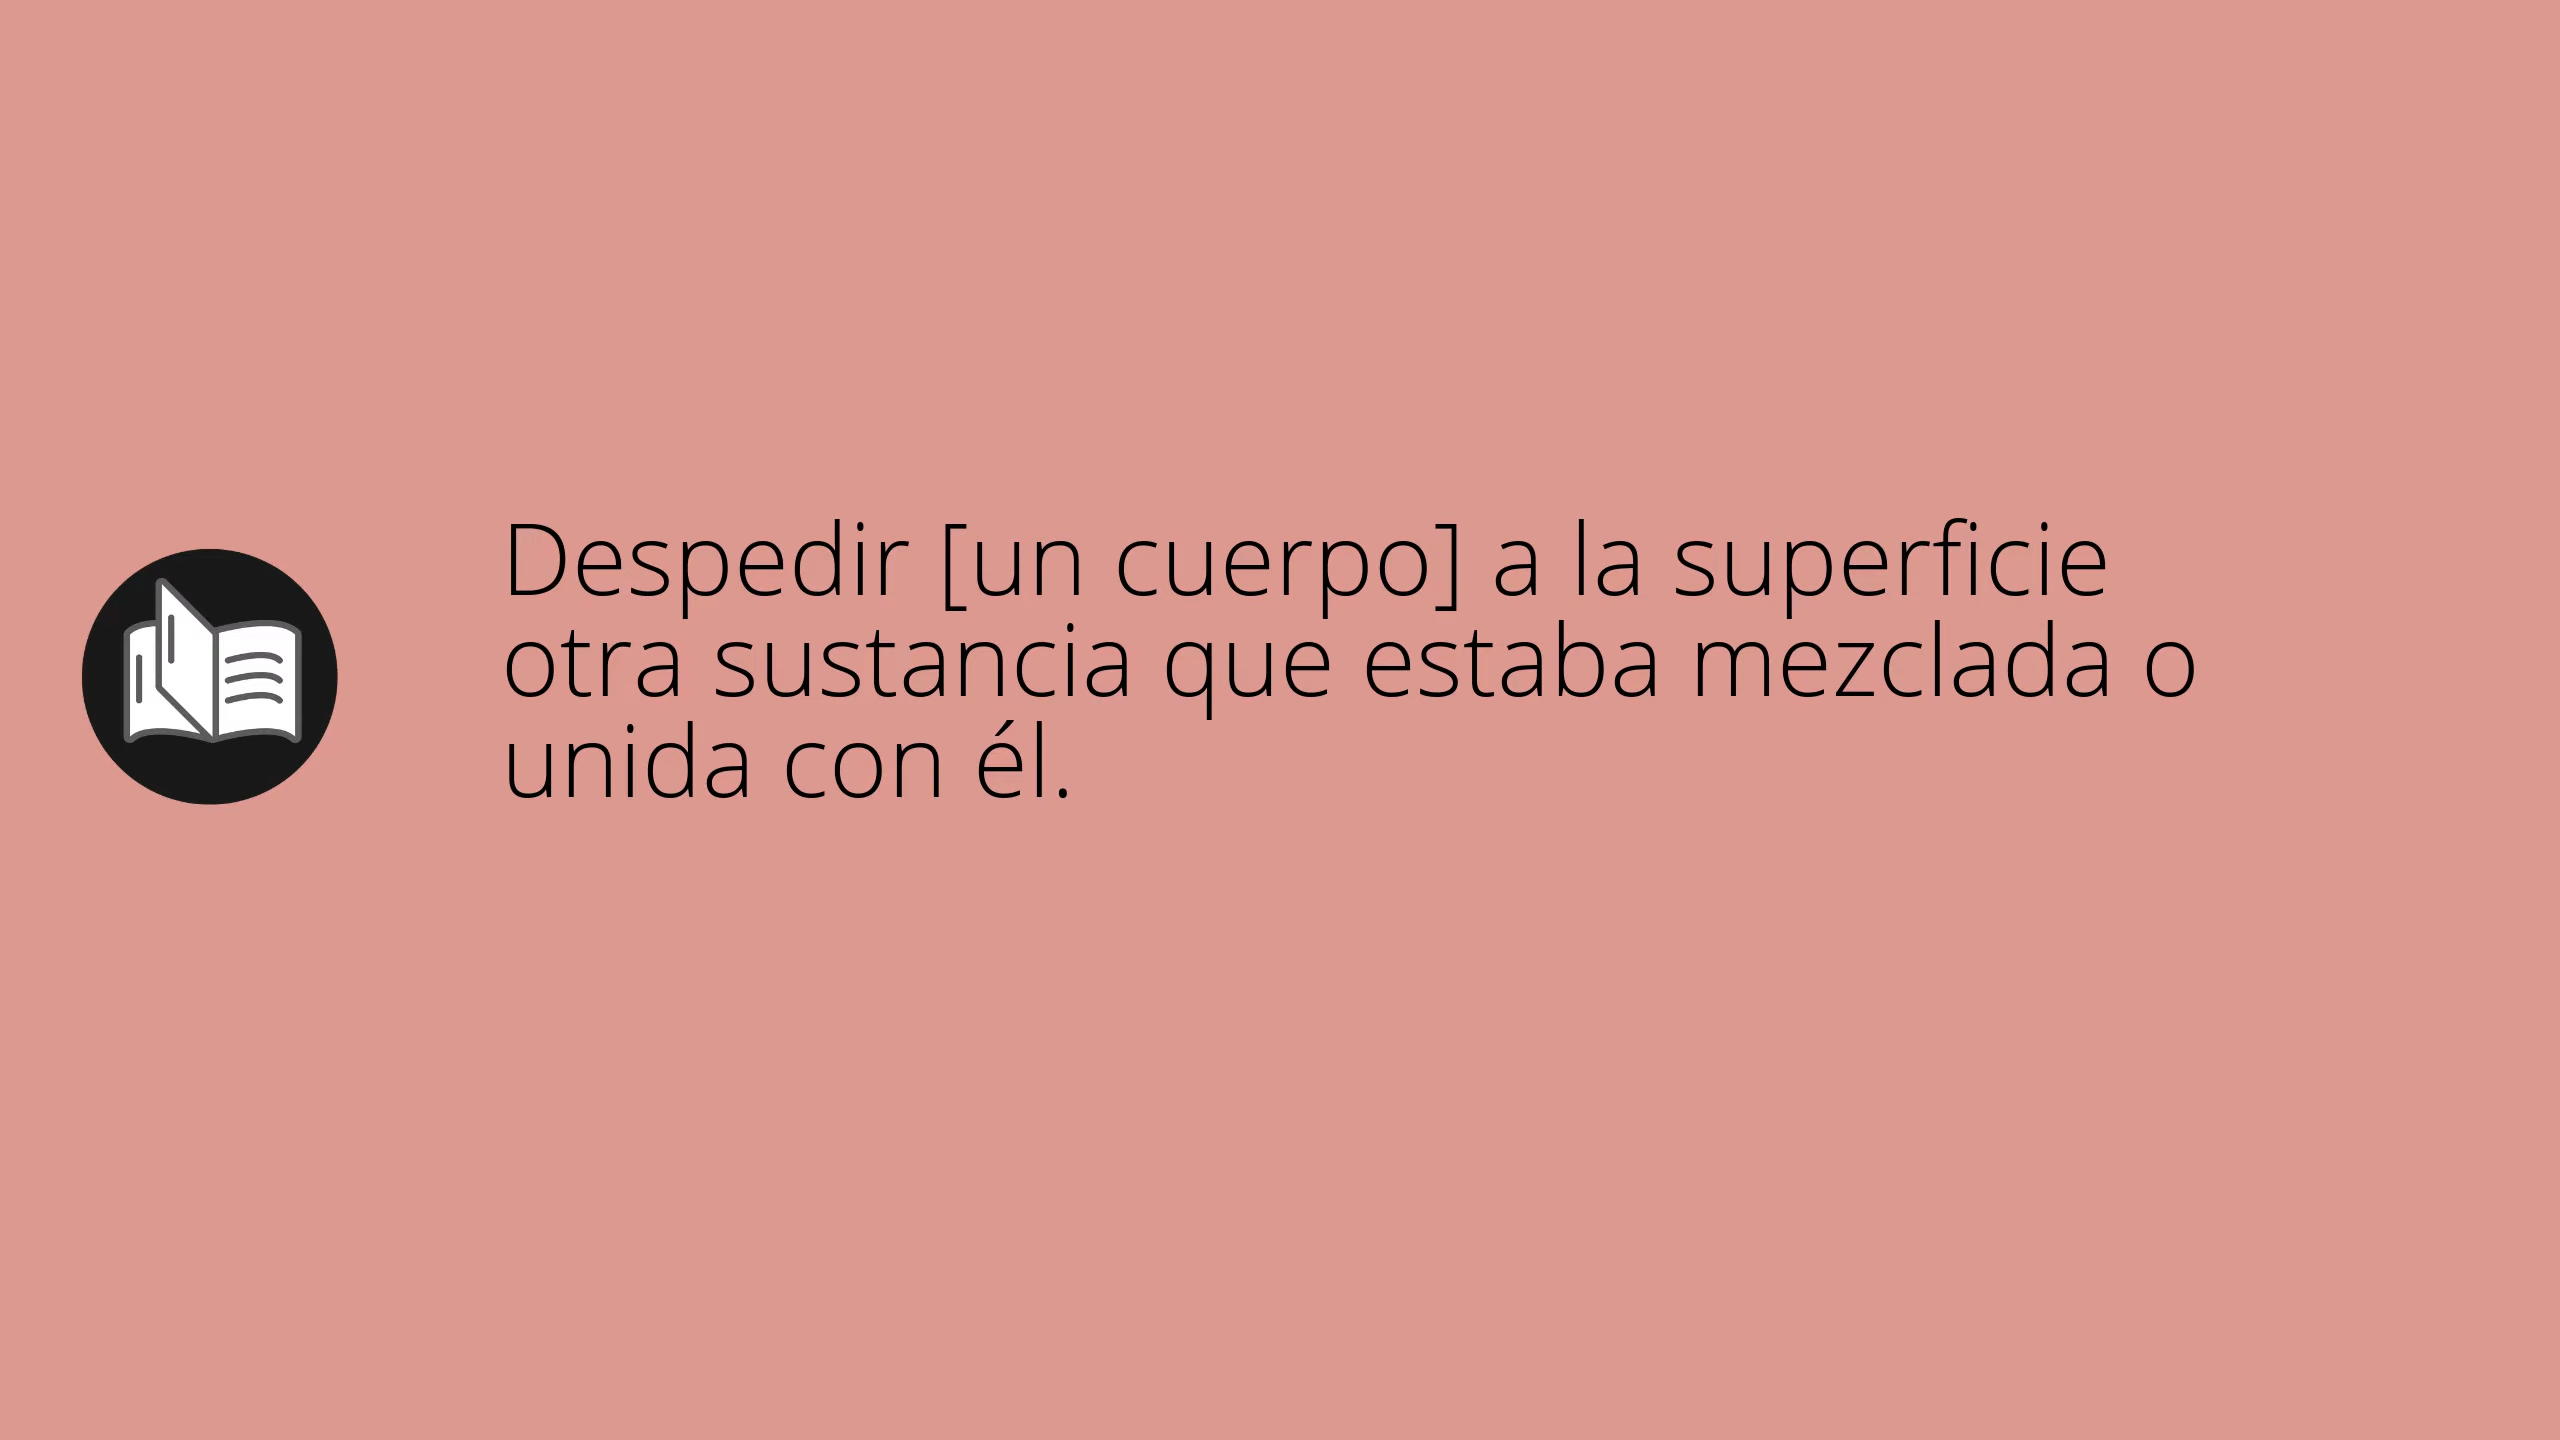 Despedir [un cuerpo] a la superficie
otra sustancia que estaba mezclada o
unida con él.